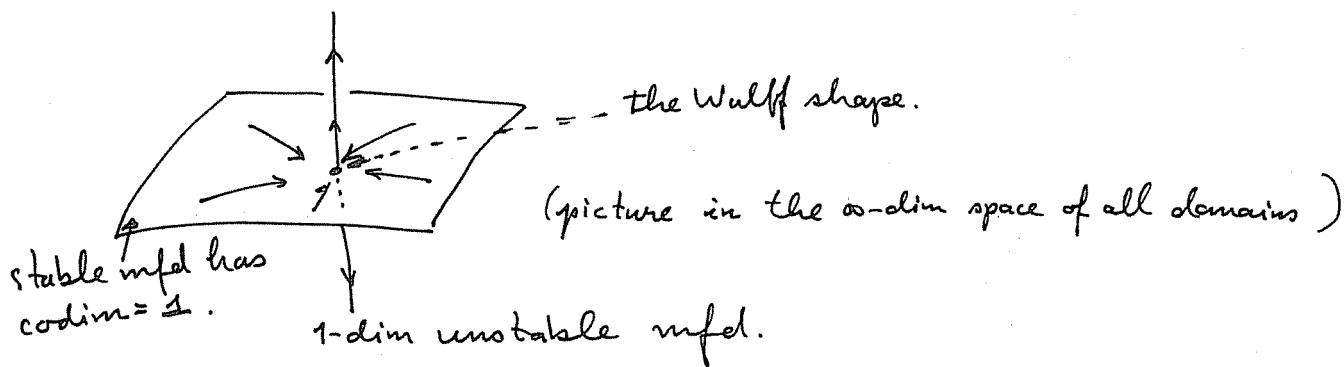 the Wulff shape.
(picture in the ∞-dim space of all domains)
stable mfd has
codim = 1.
1-dim unstable mfd.